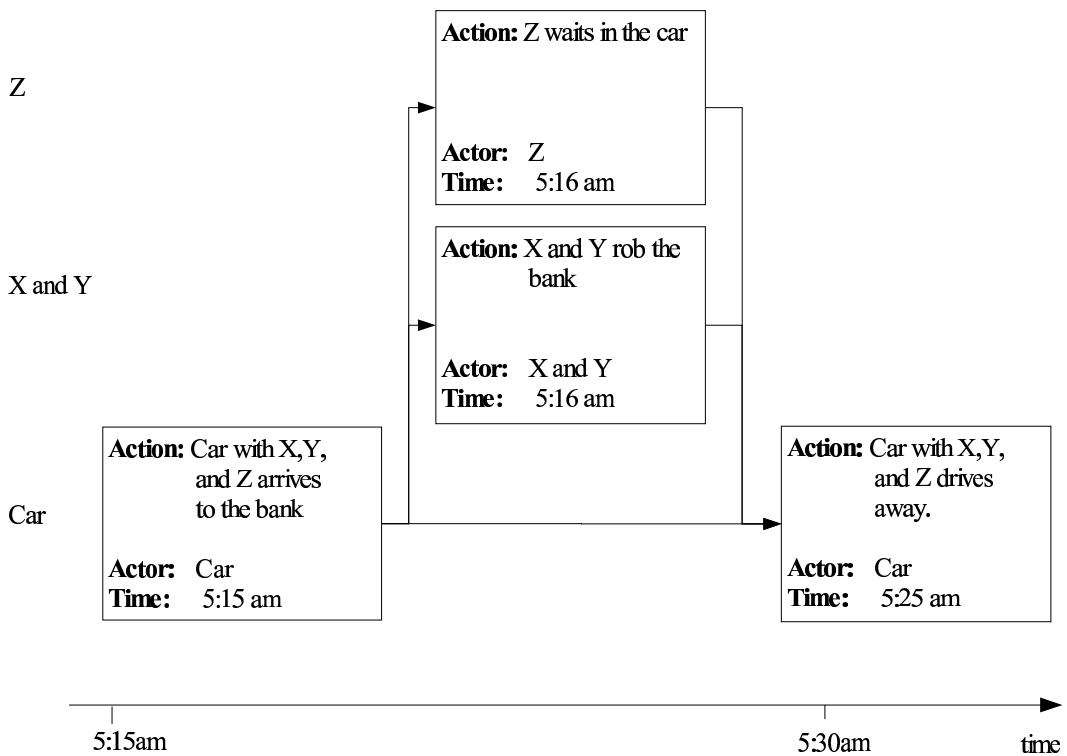 Z
Action: Z waits in the car
Actor: Z
Time: 5:16 am
X and Y
Action: X and Y rob the
bank
Actor: X and Y
Time: 5:16 am
Car
Action: Car with X,Y,
and Z arrives
to the bank
Actor: Car
Time: 5:15 am
Action: Car with X,Y,
and Z drives
away.
Actor: Car
Time: 5:25 am
5:15am
5:30am
time